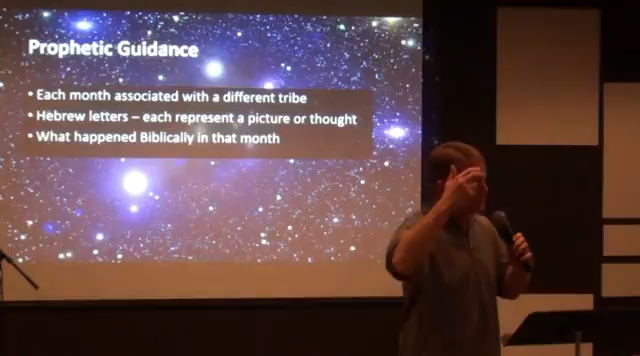 Prophetic Guidance
• Each month associated with a different tribe
• Hebrew letters – each represent a picture or thought
• What happened Biblically in that month